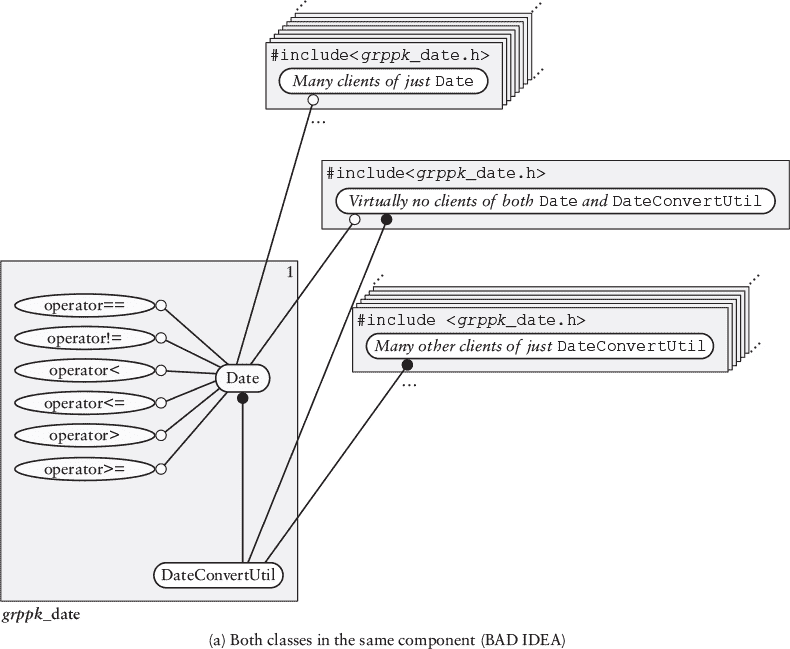 #include<grppk_date.h>
Many clients of just Date
...
#include<grppk_date.h>
Virtually no clients of both Date and DateConvertUtil
1
operator==
operator!=
operator<
operator<=
operator>
operator>=
Date
#include <grppk_date.h>
Many other clients of just DateConvertUtil
...
DateConvertUtil
grppk_date
(a) Both classes in the same component (BAD IDEA)